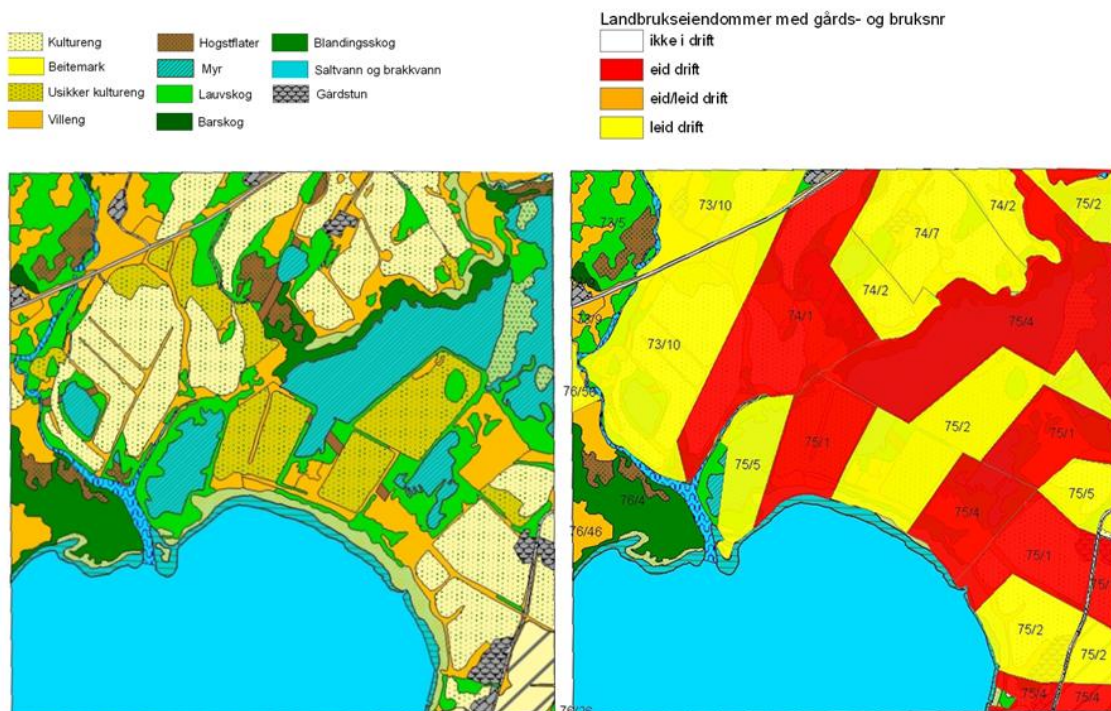 Kultureng
Beitemark
Usikker kultureng
Villeng
Hogstflater
Myr
Lauvskog
Barskog
Blandingsskog
Saltvann og brakkvann
Gårdstun
Landbrukseiendommer med gårds- og bruksnr
ikke i drift
eid drift
eid/leid drift
leid drift
73/5
73/10
74/2
75/2
74/7
74/2
74/1
75/4
73/10
75/2
75/1
75/1
75/5
75/5
76/4
75/4
76/46
75/1
75/2
75/2
75/4
75/4